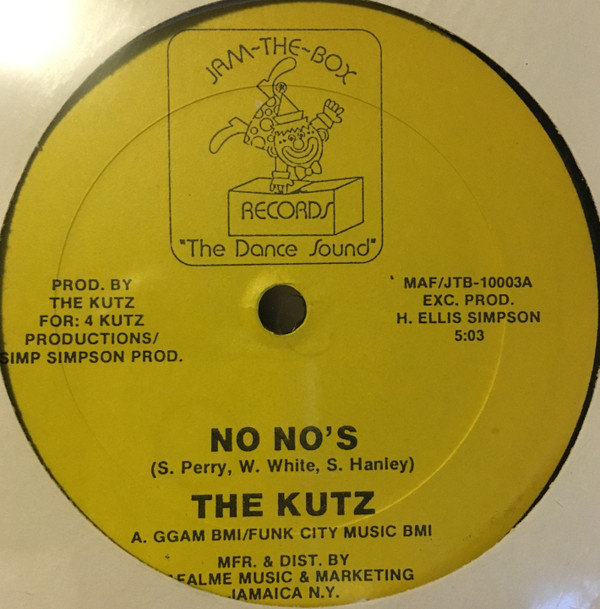 JAM-THE-BOX
RECORDS
"The Dance Sound"
PROD. BY
THE KUTZ
FOR: 4 KUTZ
PRODUCTIONS/
SIMP SIMPSON PROD.
MAF/JTB-10003A
EXC. PROD.
H. ELLIS SIMPSON
5:03
NO NO'S
(S. Perry, W. White, S. Hanley)
THE KUTZ
A. GGAM BMI/FUNK CITY MUSIC BMI
MFR. & DIST. BY
MUSIC & MARKETING
JAMAICA N.Y.